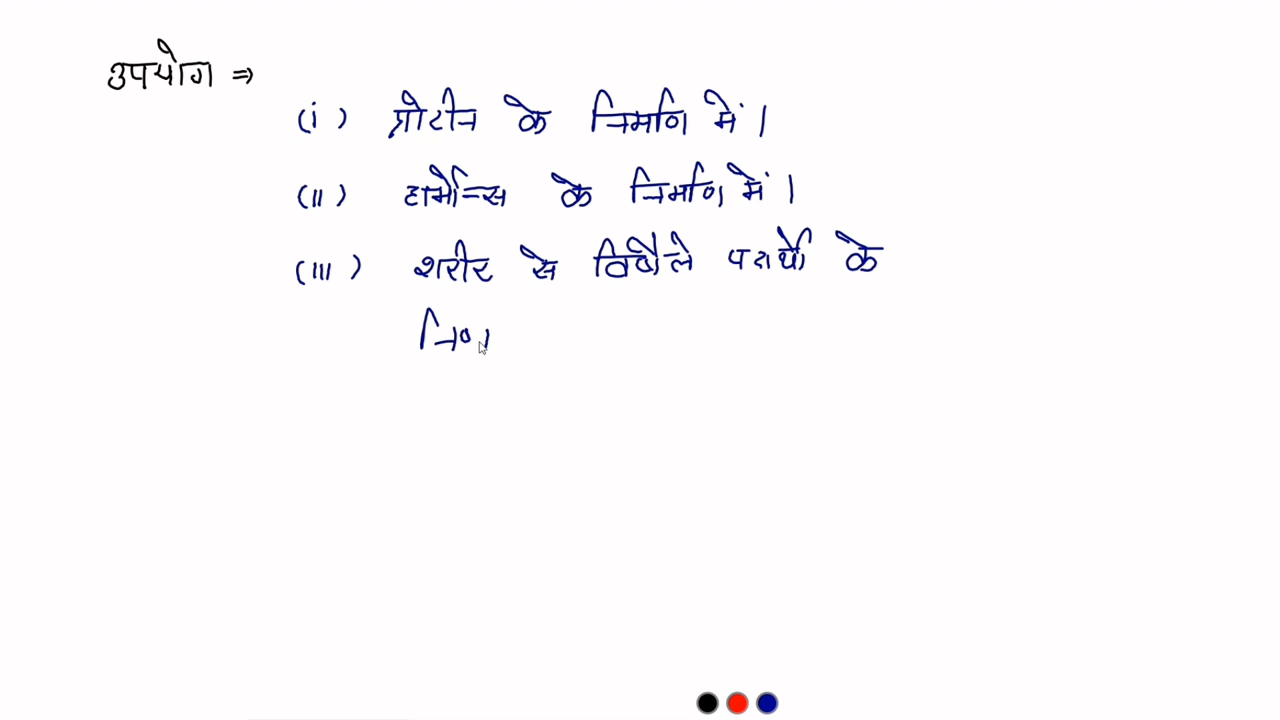 उपयोग ⇒
(i) प्रोटीन के निर्माण में।
(ii) हार्मोन्स के निर्माण में।
(iii) शरीर से विषैले पदार्थो के